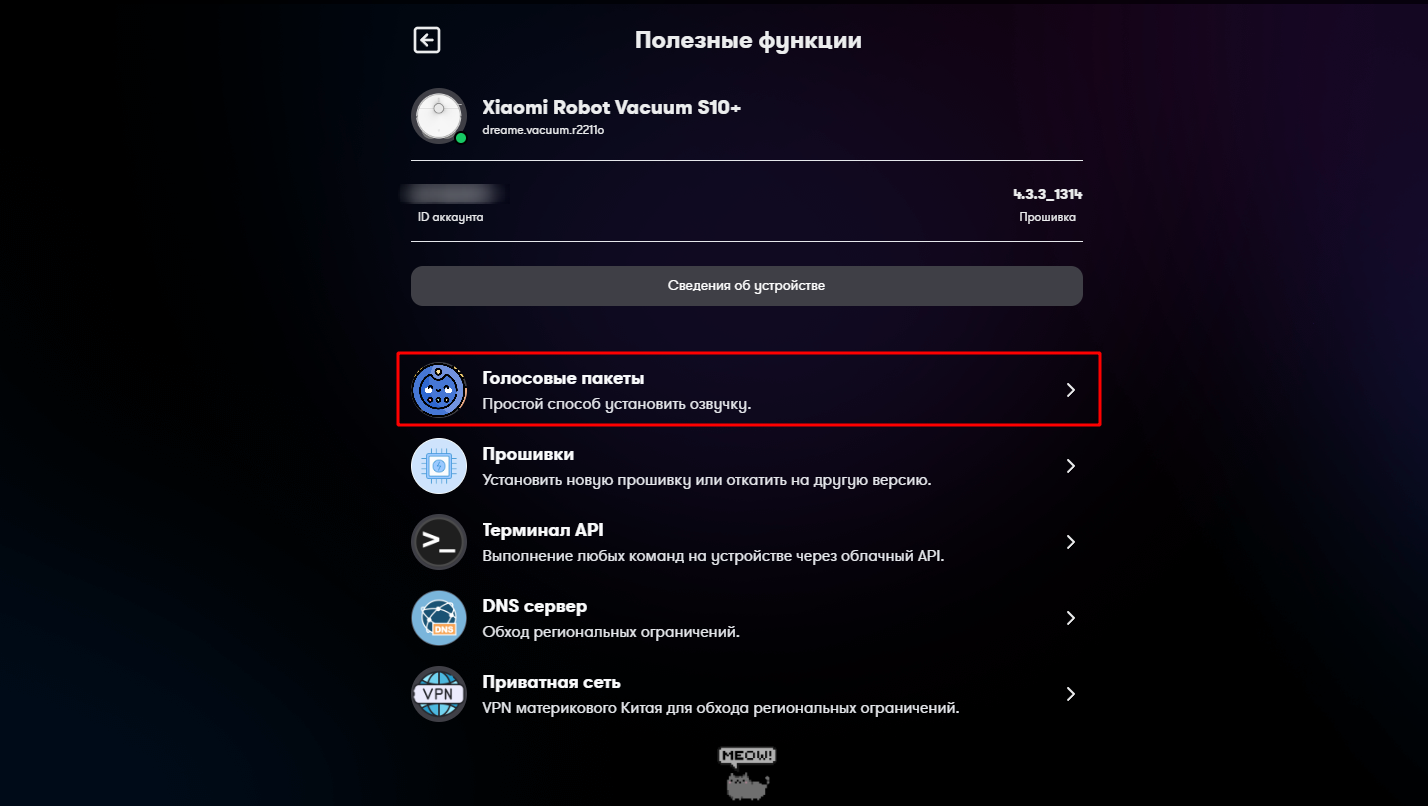 Полезные функции
Xiaomi Robot Vacuum S10+
dreame.vacuum.r2211o
4.3.3_1314
ID аккаунта
Прошивка
Сведения об устройстве
Голосовые пакеты
Простой способ установить озвучку.
Прошивки
Установить новую прошивку или откатить на другую версию.
>_
Терминал API
Выполнение любых команд на устройстве через облачный API.
DNS
DNS сервер
Обход региональных ограничений.
VPN
Приватная сеть
VPN материкового Китая для обхода региональных ограничений.
MEOW!